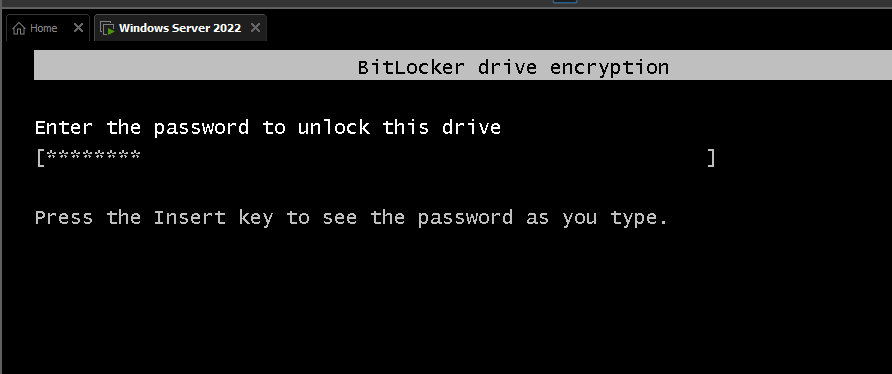 Home
Windows Server 2022
BitLocker drive encryption
Enter the password to unlock this drive
[******** ]
Press the Insert key to see the password as you type.